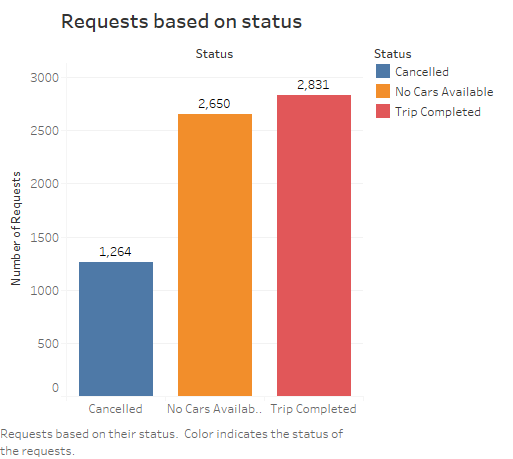 Requests based on status
Status
Status
Cancelled
No Cars Available
Trip Completed
3000
2500
2000
1500
1000
500
0
Number of Requests
1,264
2,650
2,831
Cancelled
No Cars Availab..
Trip Completed
Requests based on their status. Color indicates the status of
the requests.